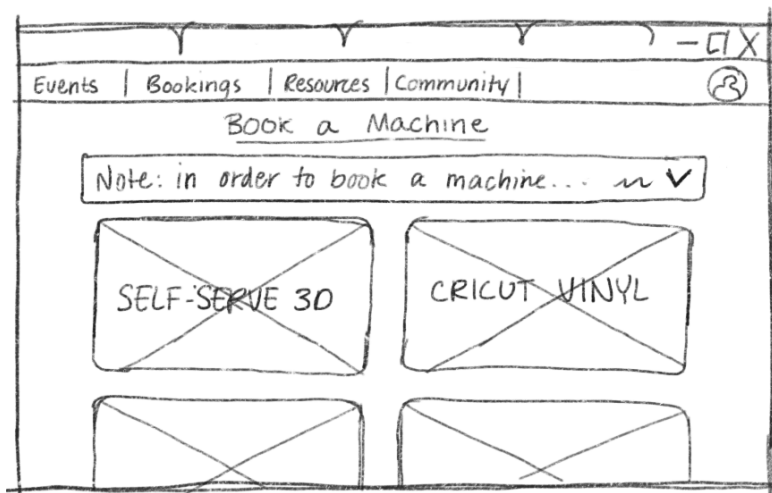 Events | Bookings | Resources | Community |
Book a Machine
Note: in order to book a machine...
SELF-SERVE 3D
CRICUT VINYL